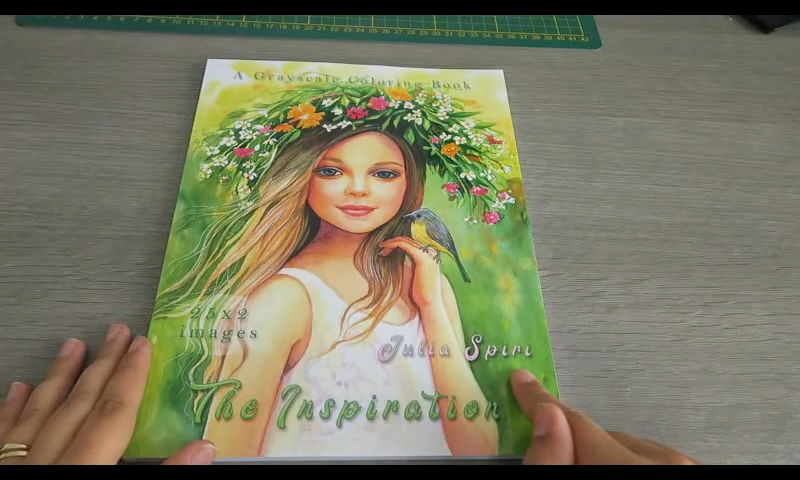 A Grayscale Coloring Book
25x2
images
Julia Spiri
The Inspiration